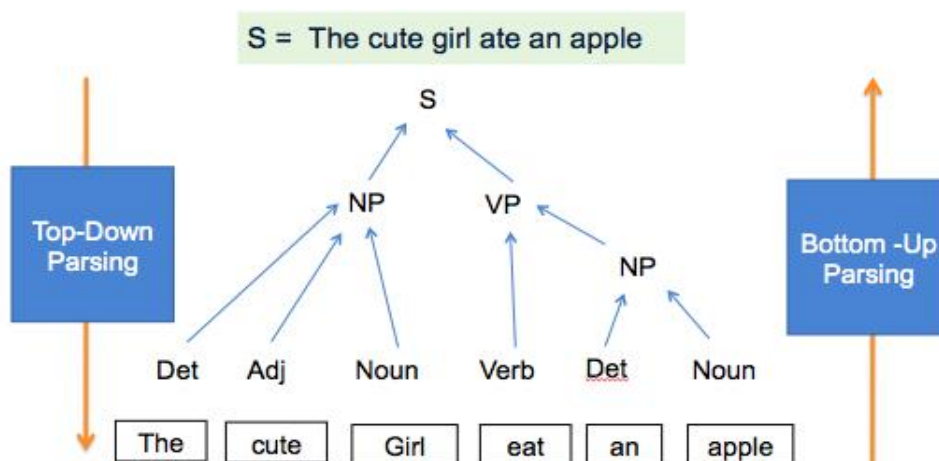 S = The cute girl ate an apple
S
NP VP
Top-Down
Parsing
Bottom -Up
Parsing
NP
Det Adj Noun Verb Det Noun
The cute Girl eat an apple